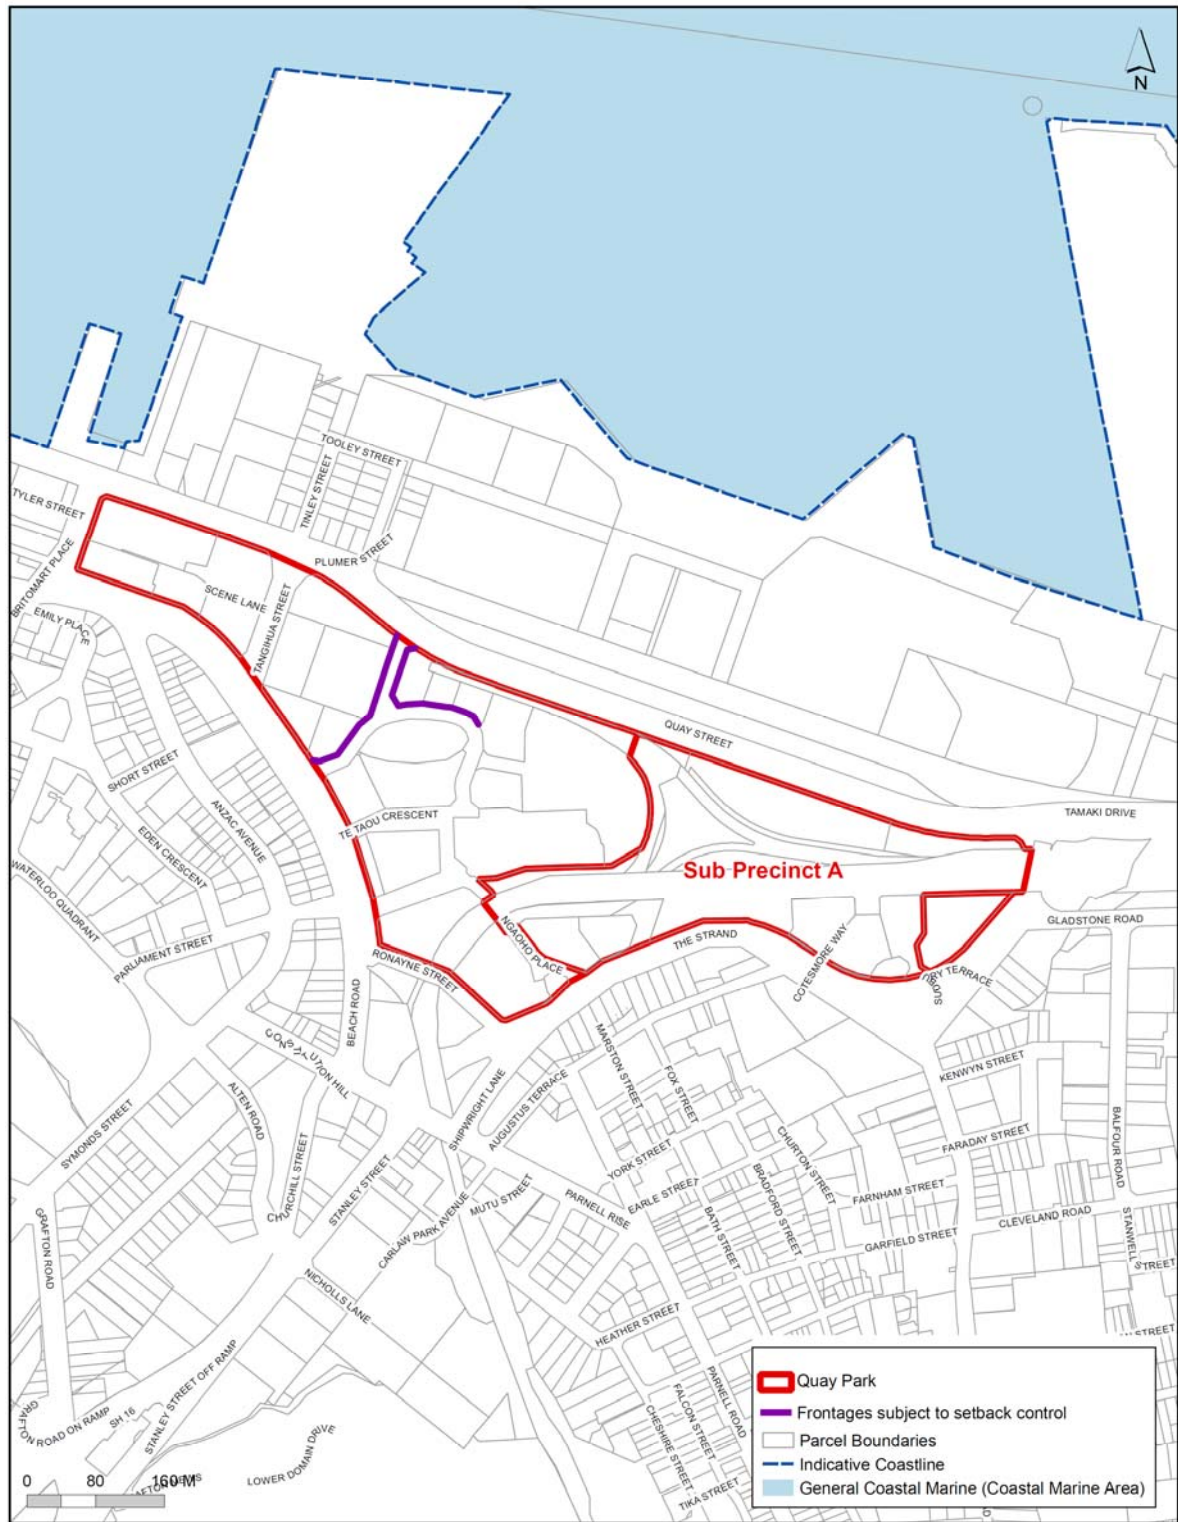 N
TOOLEY STREET
TYLER STREET
TINLEY STREET
PLUMER STREET
BRITOMART PLACE
SCENE LANE
EMILY PLACE
TANGIHUA STREET
QUAY STREET
SHORT STREET
TAMAKI DRIVE
ANZAC AVENUE
TE TAOU CRESCENT
EDEN CRESCENT
Sub Precinct A
WATERLOO QUADRANT
GLADSTONE ROAD
NGAOHO PLACE
THE STRAND
COTESMORE WAY
PARLIAMENT STREET
RONAYNE STREET
BEACH ROAD
MARSTON STREET
FOX STREET
KENWYN STREET
CONSTITUTION HILL
ALTEN ROAD
SHIPWRIGHT LANE
AUGUSTUS TERRACE
SYMONDS STREET
BALFOUR ROAD
FARADAY STREET
CHURTON STREET
YORK STREET
CHURCHILL STREET
STANLEY STREET
MUTU STREET
PARNELL RISE
EARLE STREET
BRADFORD STREET
FARNHAM STREET
CLEVELAND ROAD
GRAFTON ROAD
CARLAW PARK AVENUE
BATH STREET
GARFIELD STREET
STANWELL
STREET
NICHOLLS LANE
HEATHER STREET
STREET
STANLEY STREET OFF RAMP
PARNELL ROAD
GRAFTON ROAD ON RAMP
SH 16
FALCON STREET
CHESHIRE STREET
LOWER DOMAIN DRIVE
TIKA STREET
Quay Park
Frontages subject to setback control
Parcel Boundaries
Indicative Coastline
General Coastal Marine (Coastal Marine Area)
0 80 160 M